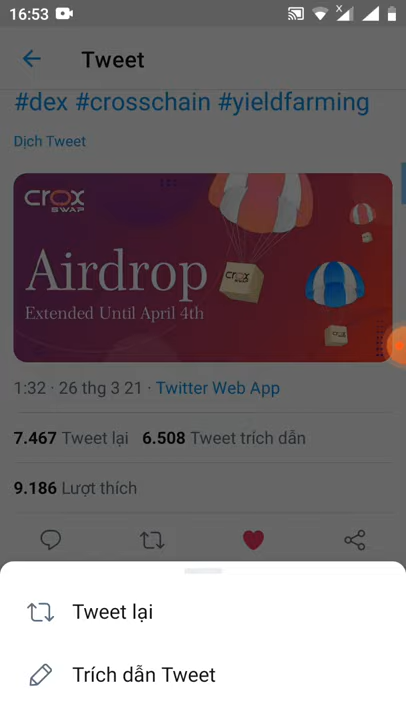 16:53
Tweet
#dex #crosschain #yieldfarming
Dịch Tweet
crox
SWAP
Airdrop
Extended Until April 4th
crox
1:32 · 26 thg 3 21 · Twitter Web App
7.467 Tweet lại 6.508 Tweet trích dẫn
9.186 Lượt thích
Tweet lại
Trích dẫn Tweet